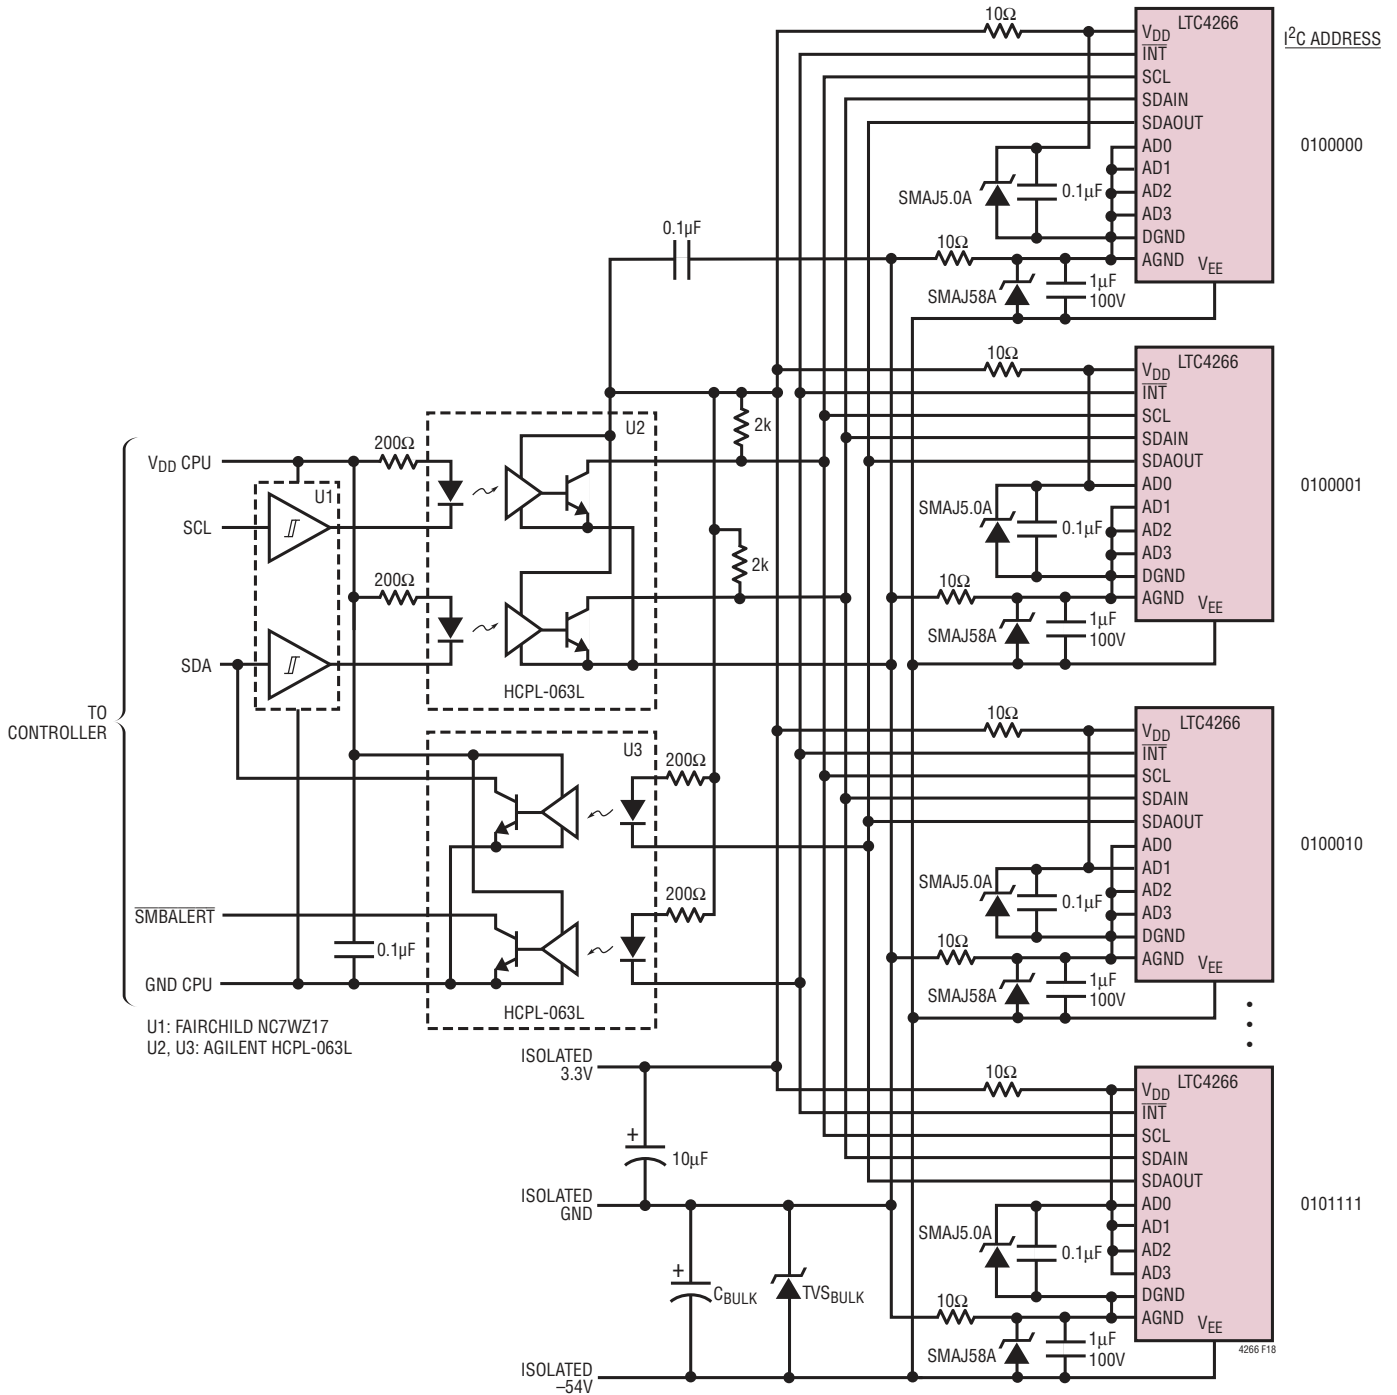 10Ω
LTC4266
I²C ADDRESS
VDD
INT
SCL
SDAIN
SDAOUT
AD0
0100000
AD1
SMAJ5.0A
0.1µF
AD2
AD3
DGND
10Ω
AGND
VEE
SMAJ58A
1µF
100V
0.1µF
10Ω
LTC4266
VDD
INT
SCL
SDAIN
SDAOUT
AD0
0100001
AD1
SMAJ5.0A
0.1µF
AD2
AD3
DGND
10Ω
AGND
VEE
SMAJ58A
1µF
100V
TO
CONTROLLER
VDD CPU
SCL
SDA
SMBALERT
GND CPU
U1
200Ω
200Ω
U2
HCPL-063L
2k
2k
U3
200Ω
200Ω
HCPL-063L
0.1µF
U1: FAIRCHILD NC7WZ17
U2, U3: AGILENT HCPL-063L
10Ω
LTC4266
VDD
INT
SCL
SDAIN
SDAOUT
AD0
0100010
AD1
SMAJ5.0A
0.1µF
AD2
AD3
DGND
10Ω
AGND
VEE
SMAJ58A
1µF
100V
ISOLATED
3.3V
+
10µF
ISOLATED
GND
+
CBULK
TVSBULK
ISOLATED
–54V
10Ω
LTC4266
VDD
INT
SCL
SDAIN
SDAOUT
AD0
0101111
AD1
SMAJ5.0A
0.1µF
AD2
AD3
DGND
10Ω
AGND
VEE
SMAJ58A
1µF
100V
4266 F18